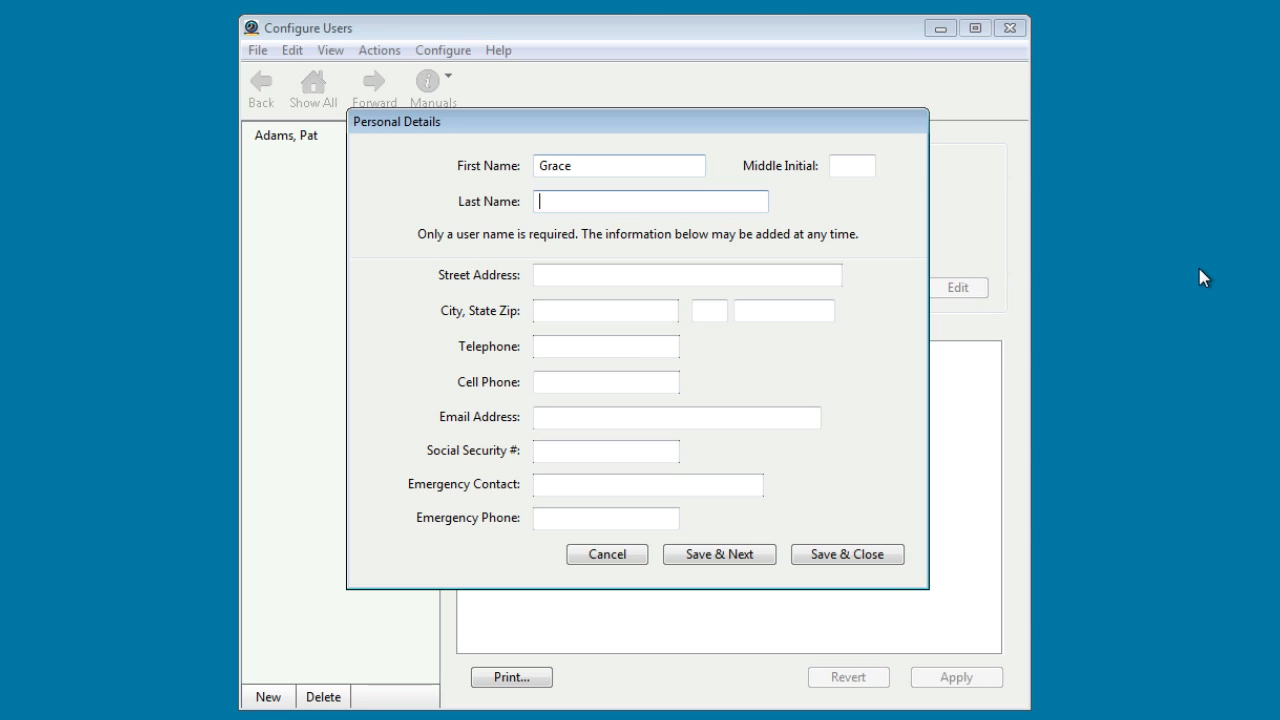 Configure Users
File Edit View Actions Configure Help
Back Show All Forward Manuals
Adams, Pat
Personal Details
First Name: Grace Middle Initial:
Last Name:
Only a user name is required. The information below may be added at any time.
Street Address:
Edit
City, State Zip:
Telephone:
Cell Phone:
Email Address:
Social Security #:
Emergency Contact:
Emergency Phone:
Cancel Save & Next Save & Close
Print... Revert Apply
New Delete